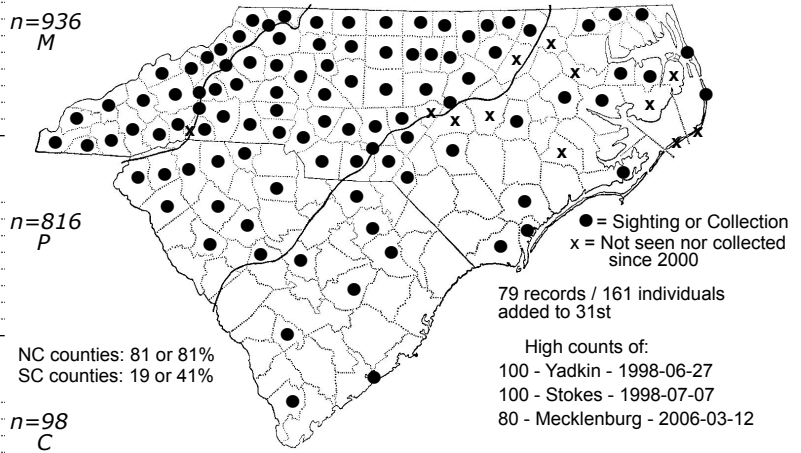 n=936
M
n=816
P
n=98
C
● = Sighting or Collection
x = Not seen nor collected
since 2000
79 records / 161 individuals
added to 31st
High counts of:
100 - Yadkin - 1998-06-27
100 - Stokes - 1998-07-07
80 - Mecklenburg - 2006-03-12
NC counties: 81 or 81%
SC counties: 19 or 41%
x
x
x
x
x
x
x
x
x
x
x
x